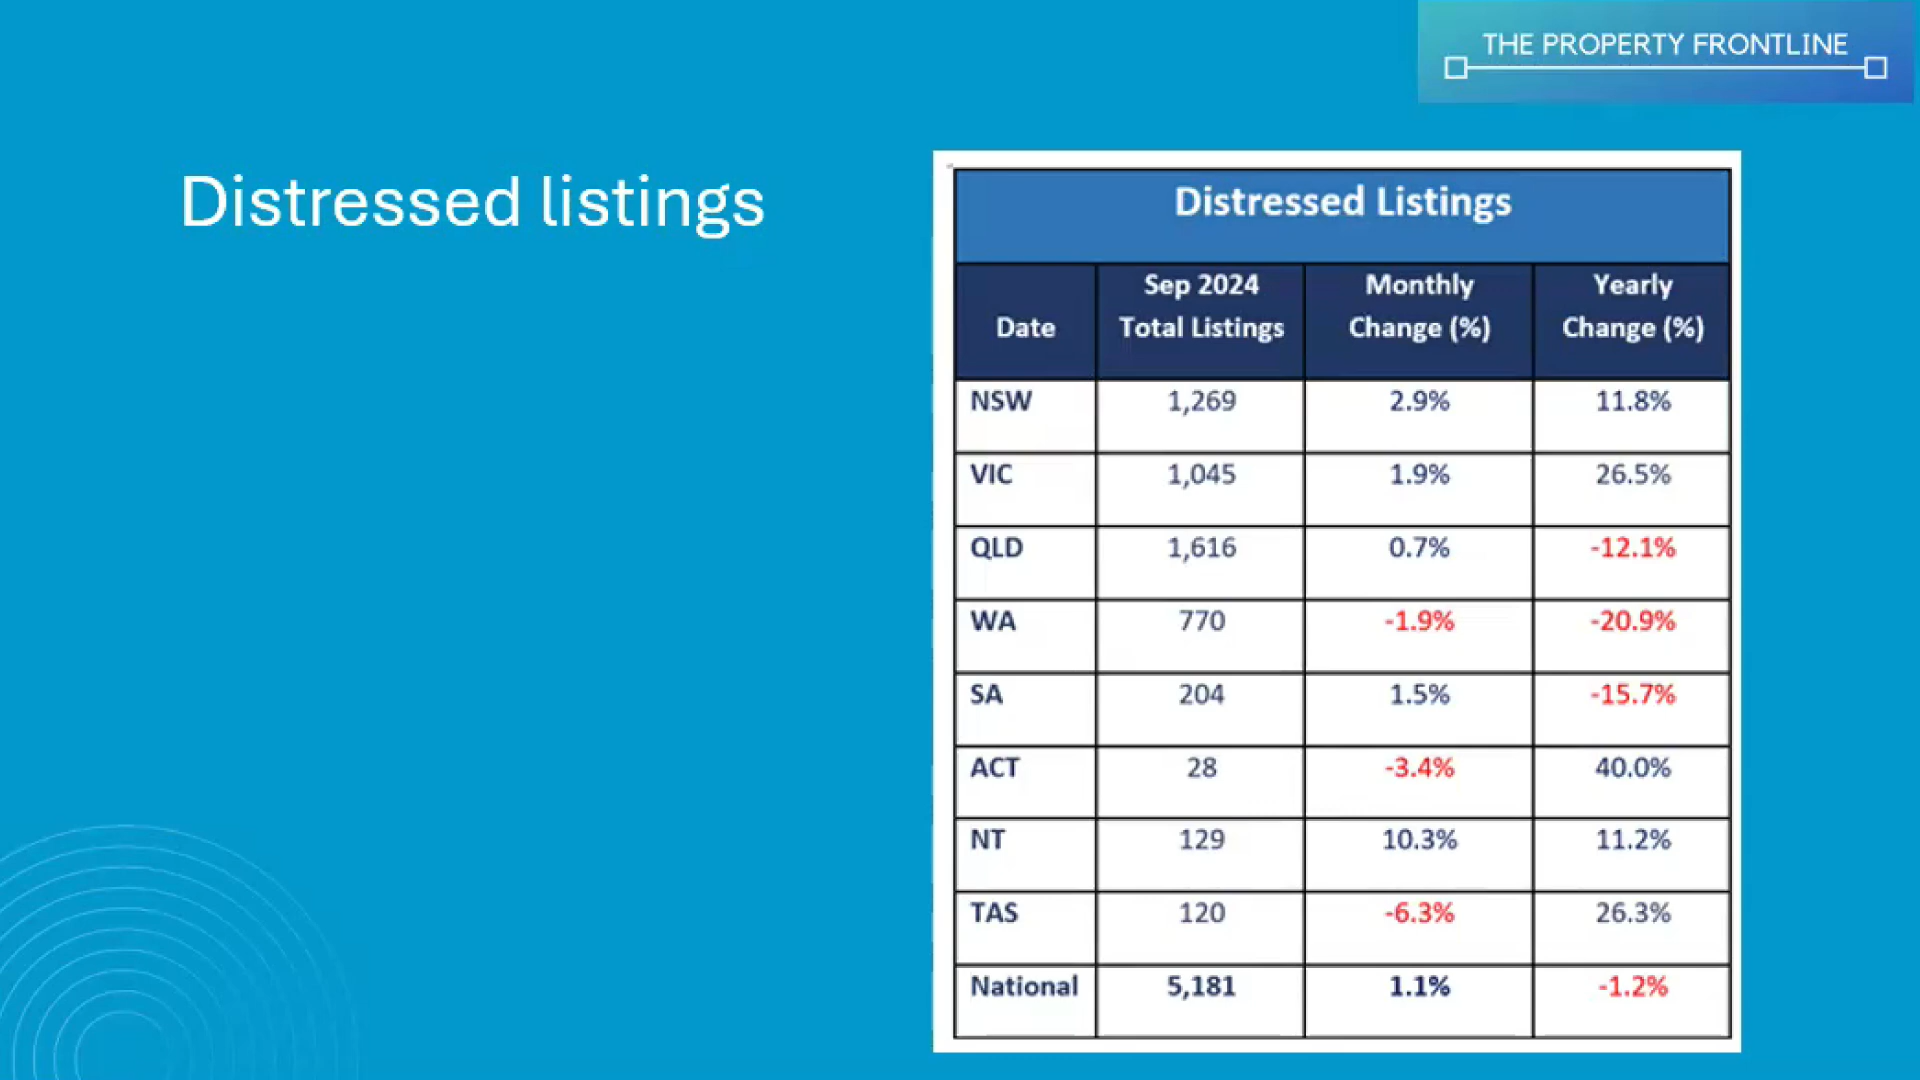 THE PROPERTY FRONTLINE
Distressed listings
Distressed Listings
Date Sep 2024 Total Listings Monthly Change (%) Yearly Change (%)
NSW 1,269 2.9% 11.8%
VIC 1,045 1.9% 26.5%
QLD 1,616 0.7% -12.1%
WA 770 -1.9% -20.9%
SA 204 1.5% -15.7%
ACT 28 -3.4% 40.0%
NT 129 10.3% 11.2%
TAS 120 -6.3% 26.3%
National 5,181 1.1% -1.2%